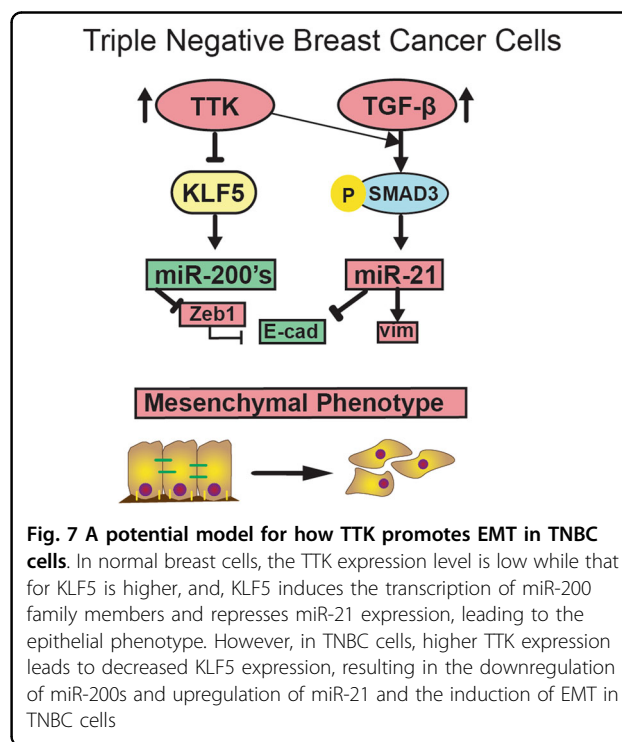 Triple Negative Breast Cancer Cells
TTK
TGF-β
KLF5
P
SMAD3
miR-200's
miR-21
Zeb1
E-cad
vim
Mesenchymal Phenotype
Fig. 7 A potential model for how TTK promotes EMT in TNBC
cells. In normal breast cells, the TTK expression level is low while that
for KLF5 is higher, and, KLF5 induces the transcription of miR-200
family members and represses miR-21 expression, leading to the
epithelial phenotype. However, in TNBC cells, higher TTK expression
leads to decreased KLF5 expression, resulting in the downregulation
of miR-200s and upregulation of miR-21 and the induction of EMT in
TNBC cells